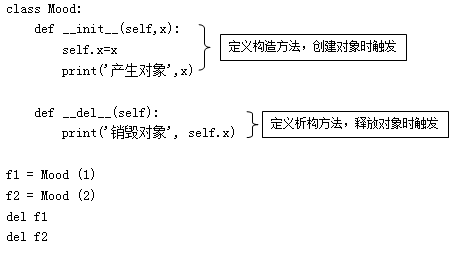 class Mood:
    def __init__(self,x):
        self.x=x
        print('产生对象',x)
定义构造方法，创建对象时触发
    def __del__(self):
        print('销毁对象', self.x)
定义析构方法，释放对象时触发
f1 = Mood (1)
f2 = Mood (2)
del f1
del f2